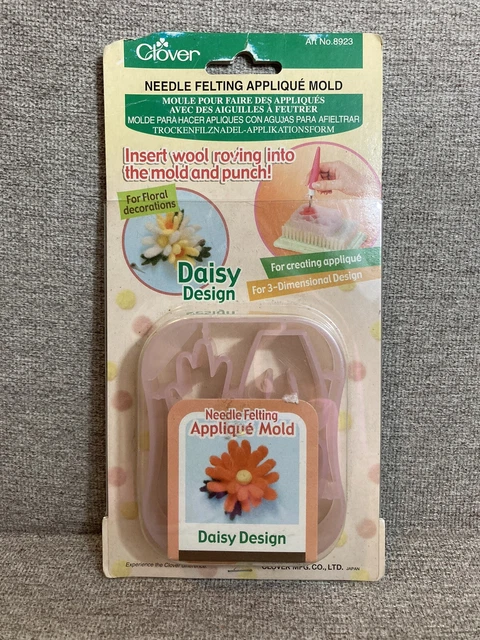 Clover
Art No.8923
NEEDLE FELTING APPLIQUÉ MOLD
MOULE POUR FAIRE DES APPLIQUÉS
AVEC DES AIGUILLES À FEUTRER
MOLDE PARA HACER APLIQUES CON AGUJAS PARA AFIELTRAR
TROCKENFILZNADEL-APPLIKATIONSFORM
Insert wool roving into
the mold and punch!
For Floral
decorations
Daisy
Design
For creating appliqué
For 3-Dimensional Design
Needle Felting
Appliqué Mold
Daisy Design
Experience the Clover difference
CLOVER MFG. CO., LTD. JAPAN